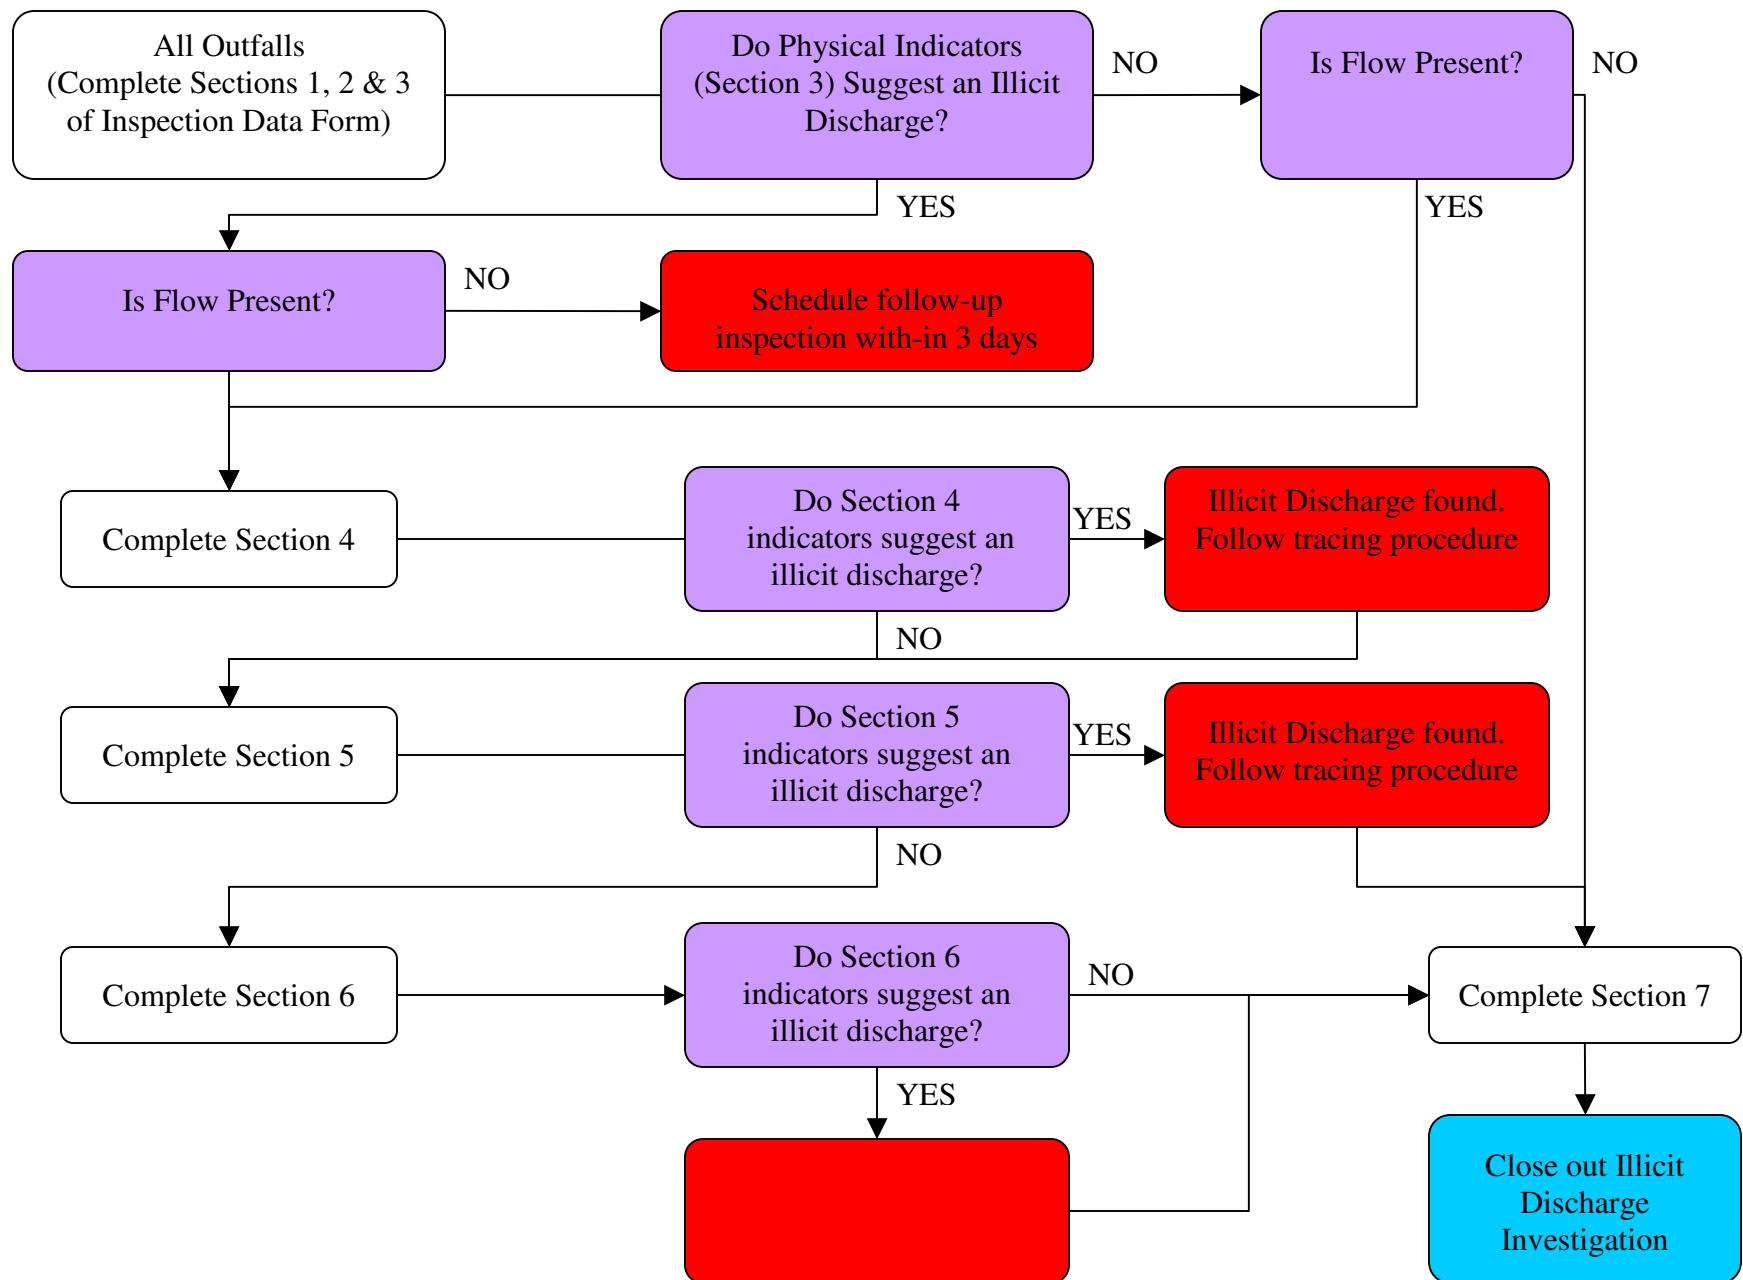 All Outfalls
(Complete Sections 1, 2 & 3
of Inspection Data Form)
Do Physical Indicators
(Section 3) Suggest an Illicit
Discharge?
NO
Is Flow Present?
NO
YES
YES
Is Flow Present?
NO
Schedule follow-up
inspection with-in 3 days
Complete Section 4
Do Section 4
indicators suggest an
illicit discharge?
YES
Illicit Discharge found.
Follow tracing procedure
NO
Complete Section 5
Do Section 5
indicators suggest an
illicit discharge?
YES
Illicit Discharge found.
Follow tracing procedure
NO
Complete Section 6
Do Section 6
indicators suggest an
illicit discharge?
NO
Complete Section 7
YES
Close out Illicit
Discharge
Investigation